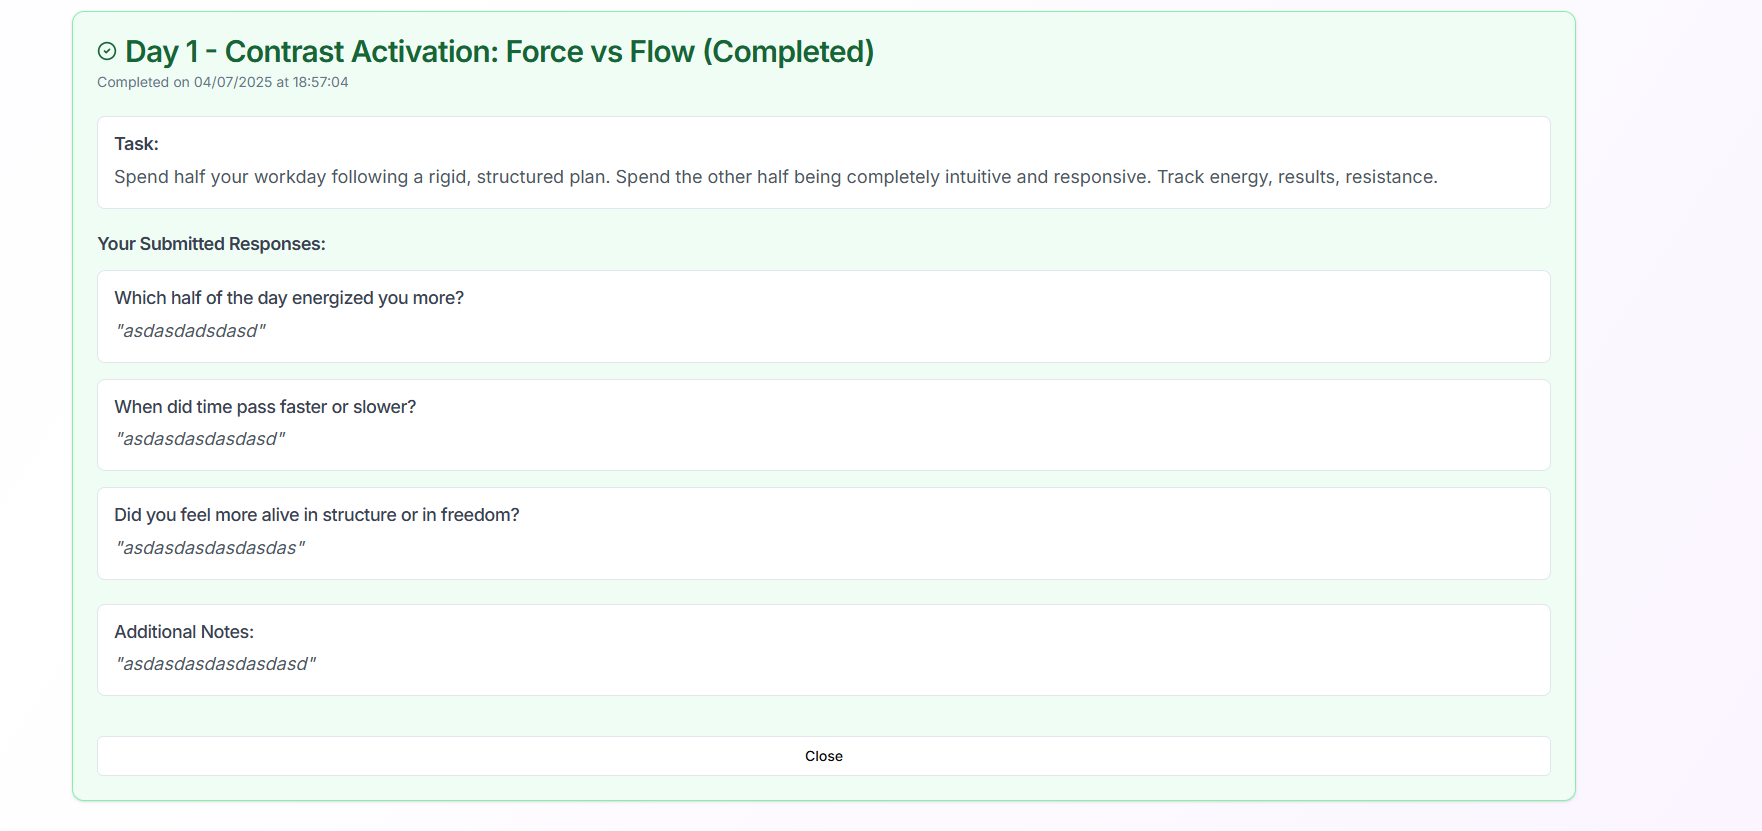 Day 1 - Contrast Activation: Force vs Flow (Completed)
Completed on 04/07/2025 at 18:57:04
Task:
Spend half your workday following a rigid, structured plan. Spend the other half being completely intuitive and responsive. Track energy, results, resistance.
Your Submitted Responses:
Which half of the day energized you more?
"asdasdadsdasd"
When did time pass faster or slower?
"asdasdasdasdasd"
Did you feel more alive in structure or in freedom?
"asdasdasdasdasdas"
Additional Notes:
"asdasdasdasdasdasd"
Close